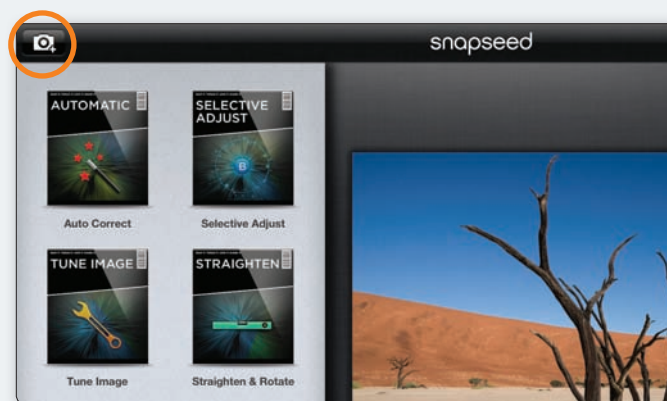 snapseed
AUTOMATIC
SELECTIVE
ADJUST
B
Auto Correct
Selective Adjust
TUNE IMAGE
STRAIGHTEN
Tune Image
Straighten & Rotate